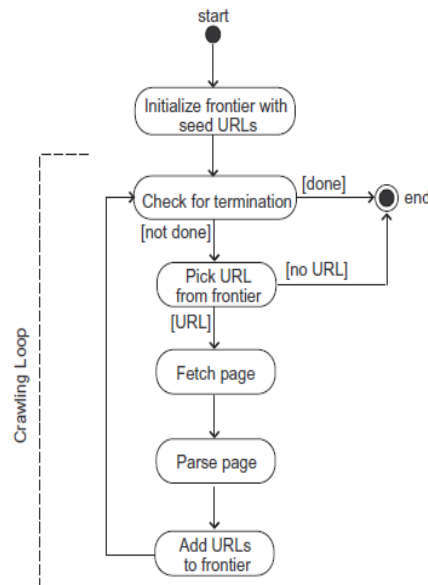 start
Initialize frontier with
seed URLs
Check for termination
[done]
end
[not done]
Pick URL
from frontier
[no URL]
[URL]
Fetch page
Crawling Loop
Parse page
Add URLs
to frontier